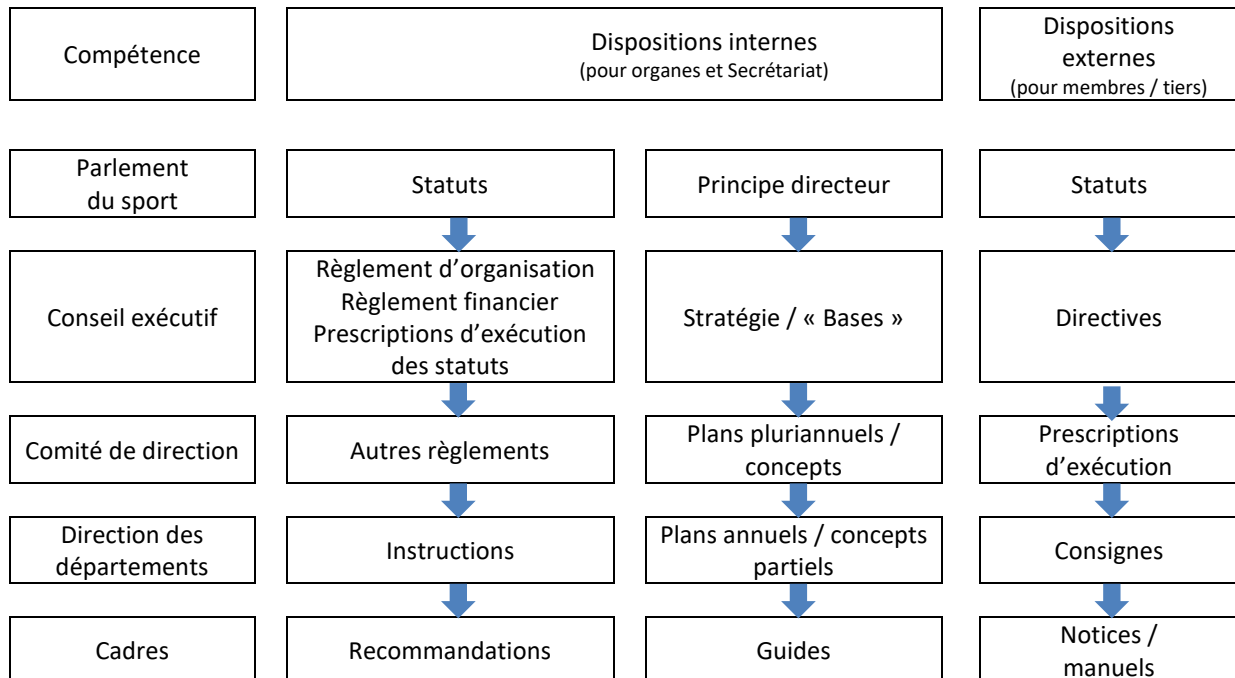 Compétence
Dispositions internes
(pour organes et Secrétariat)
Dispositions
externes
(pour membres / tiers)
Parlement
du sport
Statuts
Principe directeur
Statuts
Conseil exécutif
Règlement d’organisation
Règlement financier
Prescriptions d’exécution
des statuts
Stratégie / « Bases »
Directives
Comité de direction
Autres règlements
Plans pluriannuels /
concepts
Prescriptions
d’exécution
Direction des
départements
Instructions
Plans annuels / concepts
partiels
Consignes
Cadres
Recommandations
Guides
Notices /
manuels